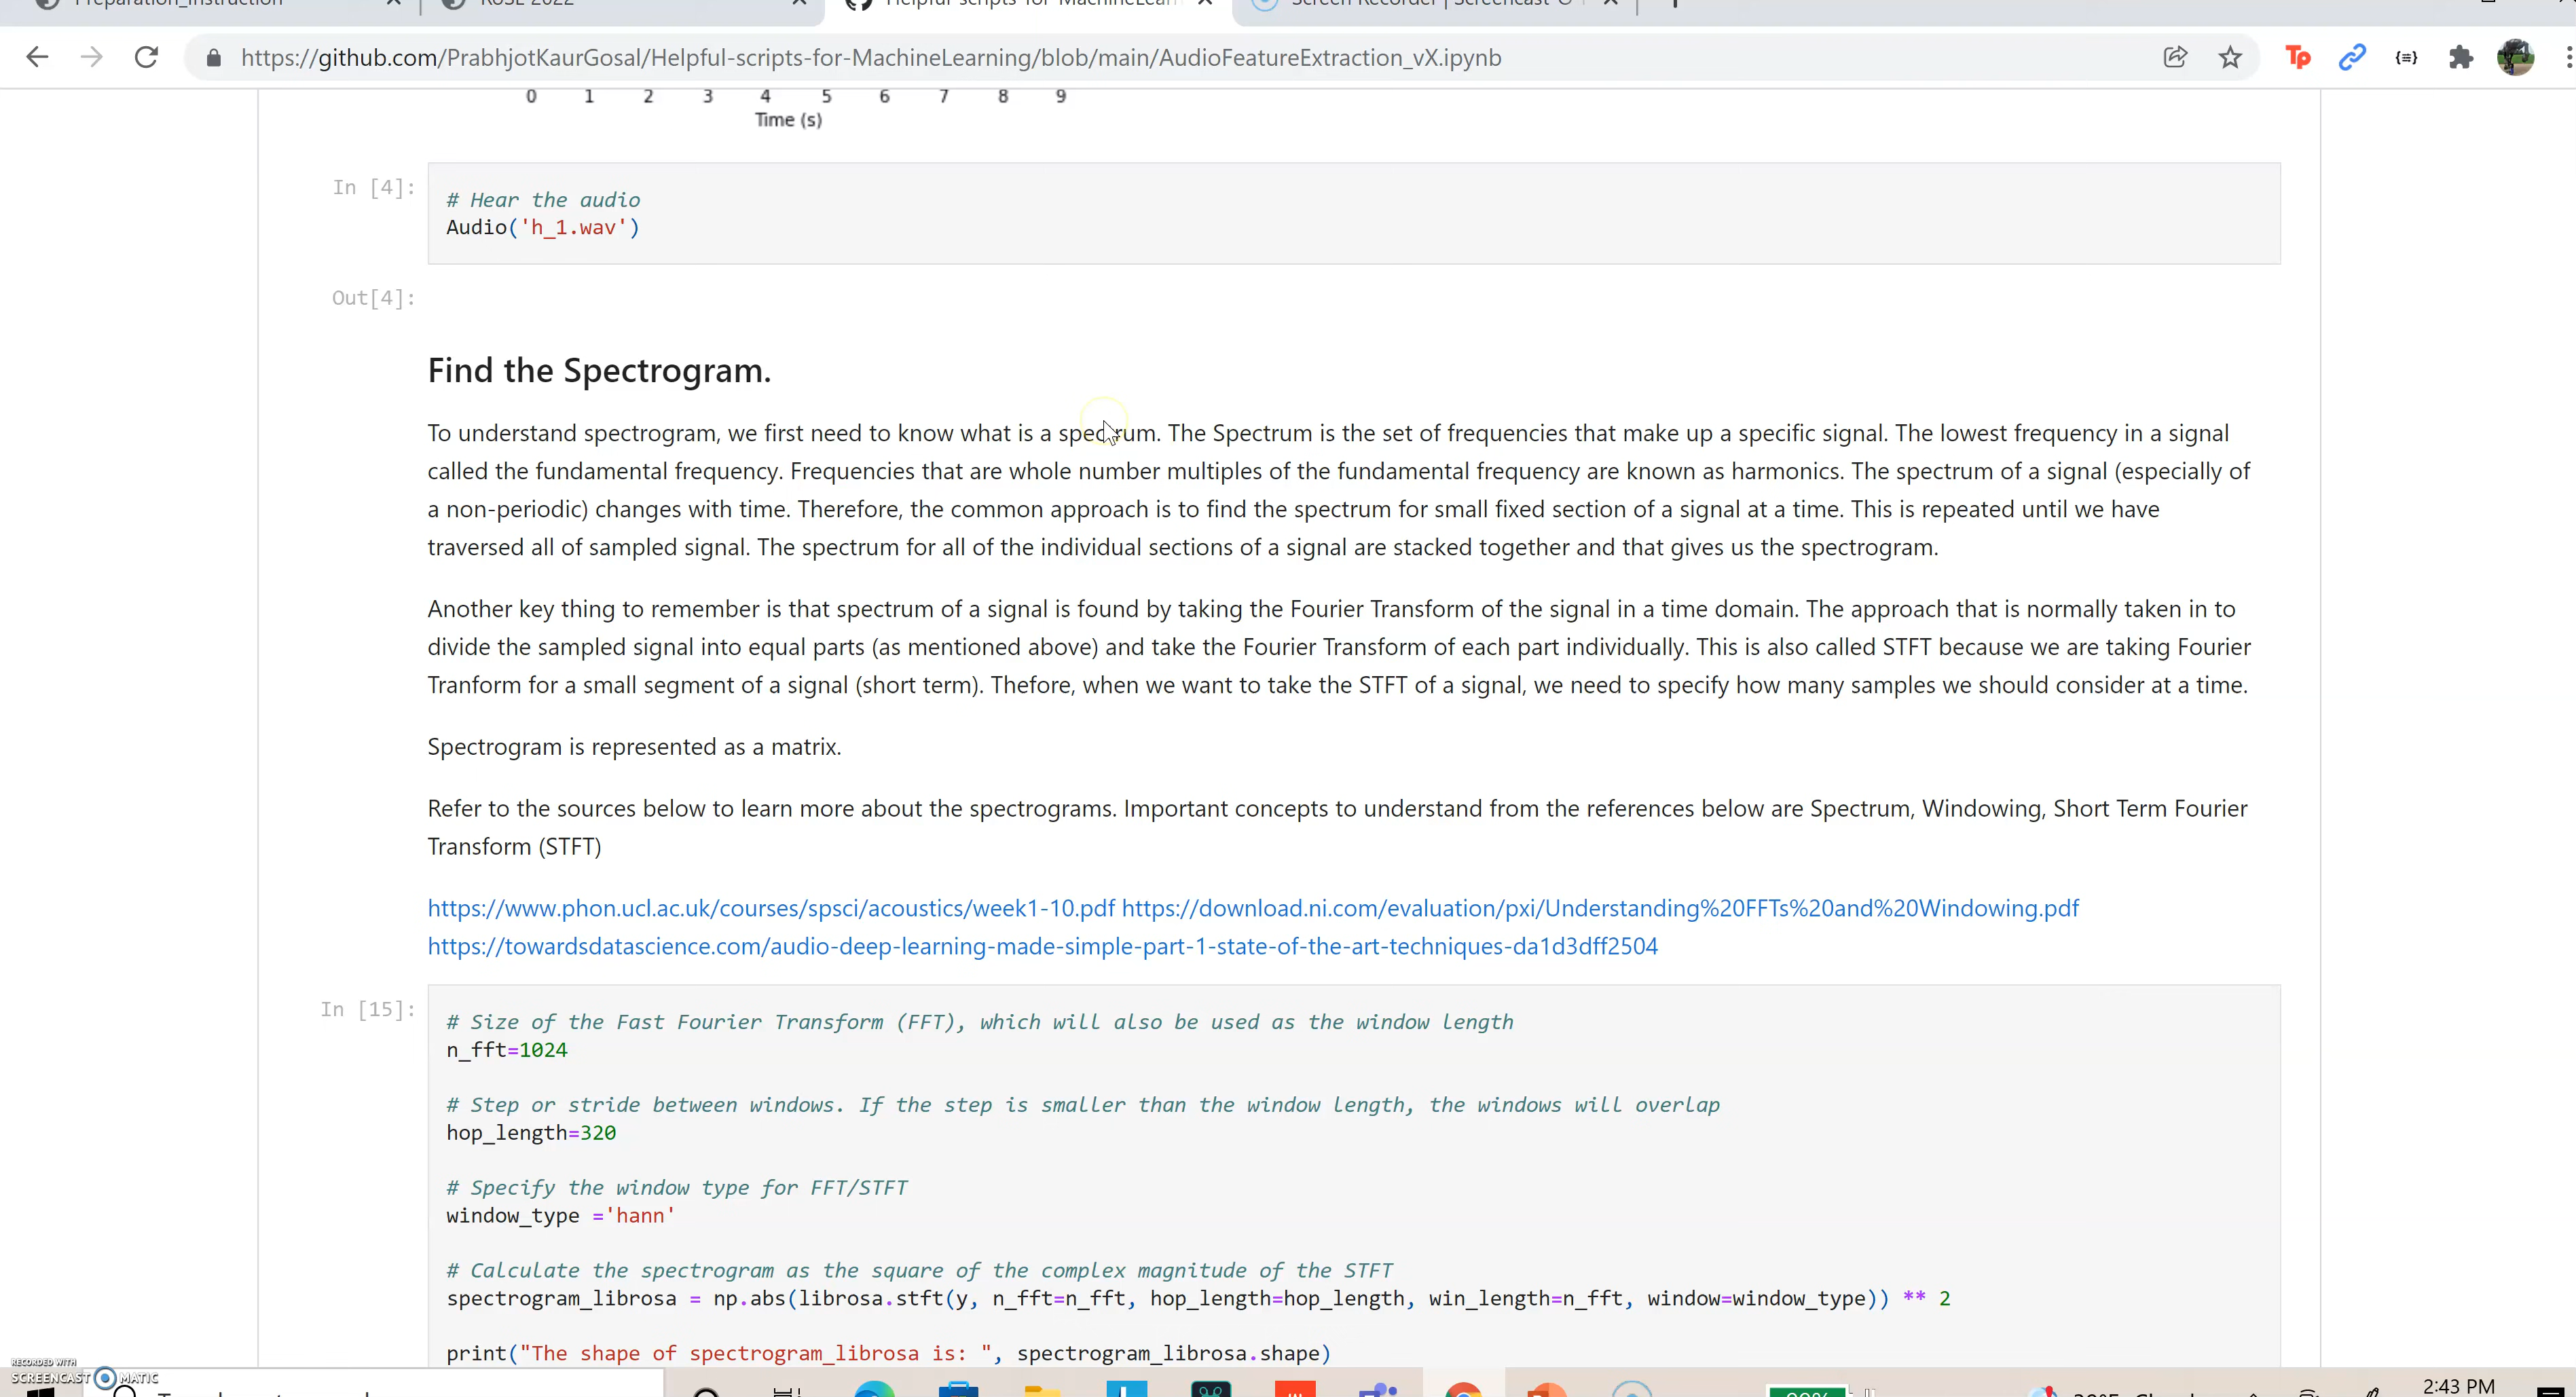 Preparation_Instruction
RoSE 2022
Helpful-scripts-for-MachineLear
Screen Recorder | Screencast-O-
https://github.com/PrabhjotKaurGosal/Helpful-scripts-for-MachineLearning/blob/main/AudioFeatureExtraction_vX.ipynb
0 1 2 3 4 5 6 7 8 9
Time (s)
In [4]:
# Hear the audio
Audio('h_1.wav')
Out[4]:
Find the Spectrogram.
To understand spectrogram, we first need to know what is a spectrum. The Spectrum is the set of frequencies that make up a specific signal. The lowest frequency in a signal
called the fundamental frequency. Frequencies that are whole number multiples of the fundamental frequency are known as harmonics. The spectrum of a signal (especially of
a non-periodic) changes with time. Therefore, the common approach is to find the spectrum for small fixed section of a signal at a time. This is repeated until we have
traversed all of sampled signal. The spectrum for all of the individual sections of a signal are stacked together and that gives us the spectrogram.
Another key thing to remember is that spectrum of a signal is found by taking the Fourier Transform of the signal in a time domain. The approach that is normally taken in to
divide the sampled signal into equal parts (as mentioned above) and take the Fourier Transform of each part individually. This is also called STFT because we are taking Fourier
Tranform for a small segment of a signal (short term). Thefore, when we want to take the STFT of a signal, we need to specify how many samples we should consider at a time.
Spectrogram is represented as a matrix.
Refer to the sources below to learn more about the spectrograms. Important concepts to understand from the references below are Spectrum, Windowing, Short Term Fourier
Transform (STFT)
https://www.phon.ucl.ac.uk/courses/spsci/acoustics/week1-10.pdf https://download.ni.com/evaluation/pxi/Understanding%20FFTs%20and%20Windowing.pdf
https://towardsdatascience.com/audio-deep-learning-made-simple-part-1-state-of-the-art-techniques-da1d3dff2504
In [15]:
# Size of the Fast Fourier Transform (FFT), which will also be used as the window length
n_fft=1024
# Step or stride between windows. If the step is smaller than the window length, the windows will overlap
hop_length=320
# Specify the window type for FFT/STFT
window_type ='hann'
# Calculate the spectrogram as the square of the complex magnitude of the STFT
spectrogram_librosa = np.abs(librosa.stft(y, n_fft=n_fft, hop_length=hop_length, win_length=n_fft, window=window_type)) ** 2
print("The shape of spectrogram_librosa is: ", spectrogram_librosa.shape)
RECORDED WITH
SCREENCAST MATIC
2:43 PM